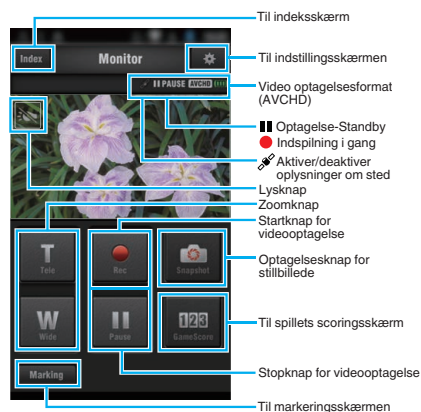 Til indeksskærm
Index
Monitor
Til indstillingsskærmen
PAUSE AVCHD
Video optagelsesformat
(AVCHD)
Optagelse-Standby
Indspilning i gang
Aktiver/deaktiver
oplysninger om sted
Lysknap
Zoomknap
Startknap for
videooptagelse
T
Tele
Rec
Snapshot
Optagelsesknap for
stillbillede
W
Wide
Pause
123
GameScore
Til spillets scoringsskærm
Marking
Stopknap for videooptagelse
Til markeringsskærmen